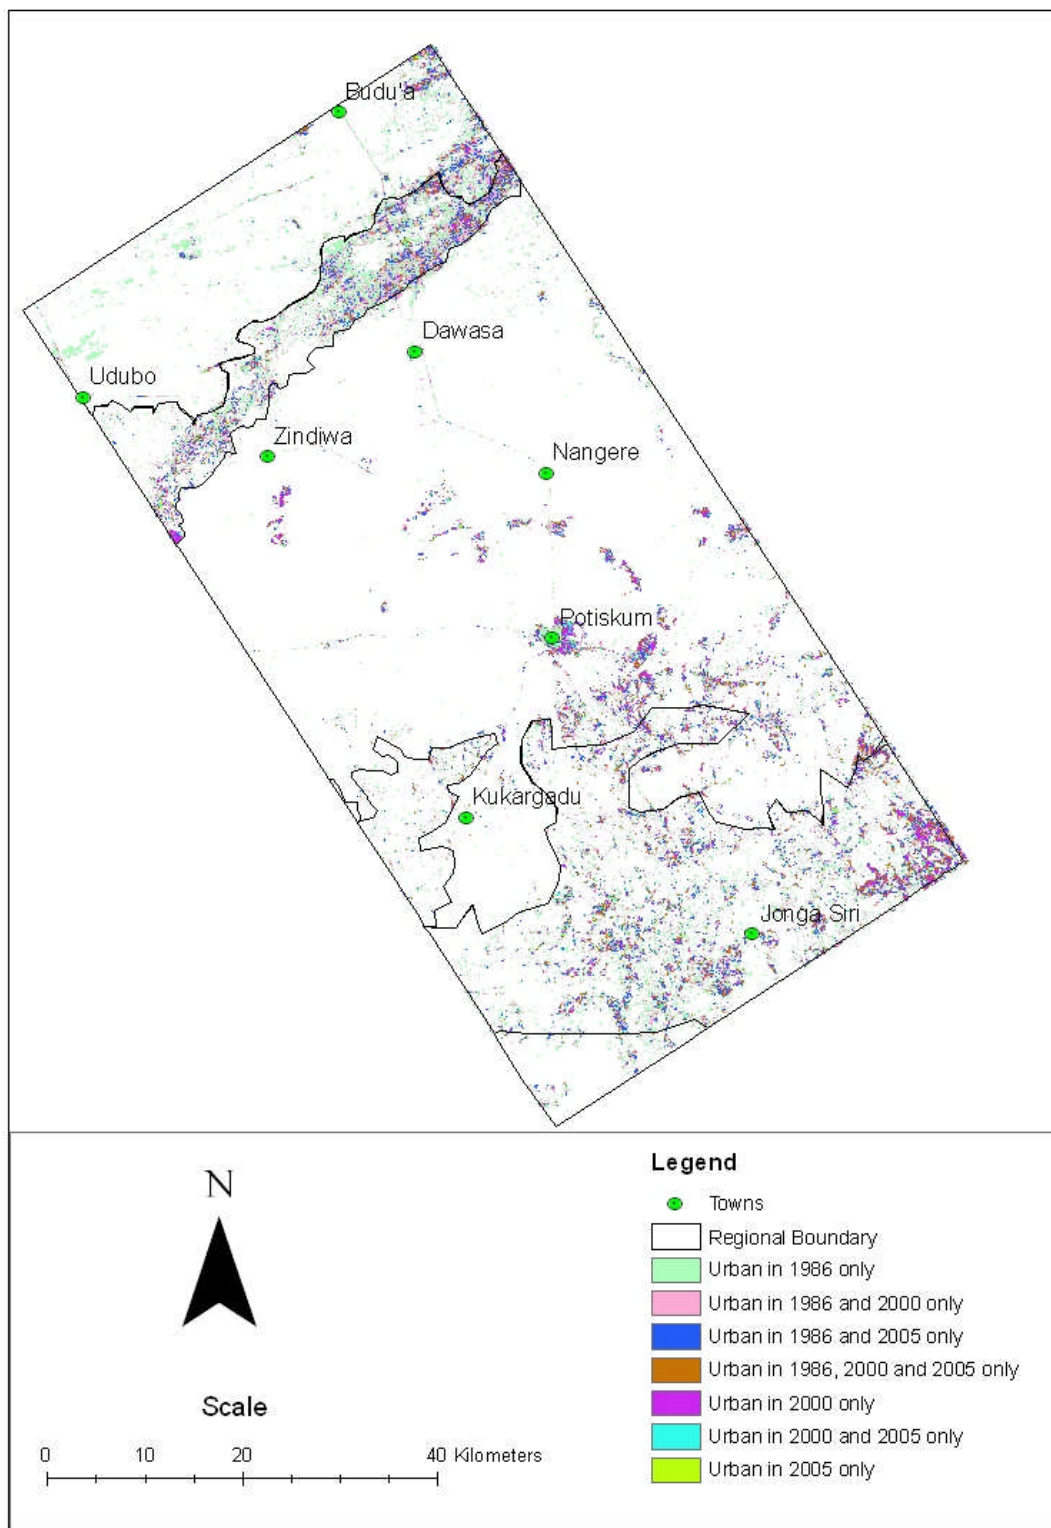 Budu'a
Dawasa
Udubo
Zindiwa
Nangere
Potiskum
Kukargadu
Jonga Siri
N
Scale
0 10 20 40 Kilometers
Legend
Towns
Regional Boundary
Urban in 1986 only
Urban in 1986 and 2000 only
Urban in 1986 and 2005 only
Urban in 1986, 2000 and 2005 only
Urban in 2000 only
Urban in 2000 and 2005 only
Urban in 2005 only